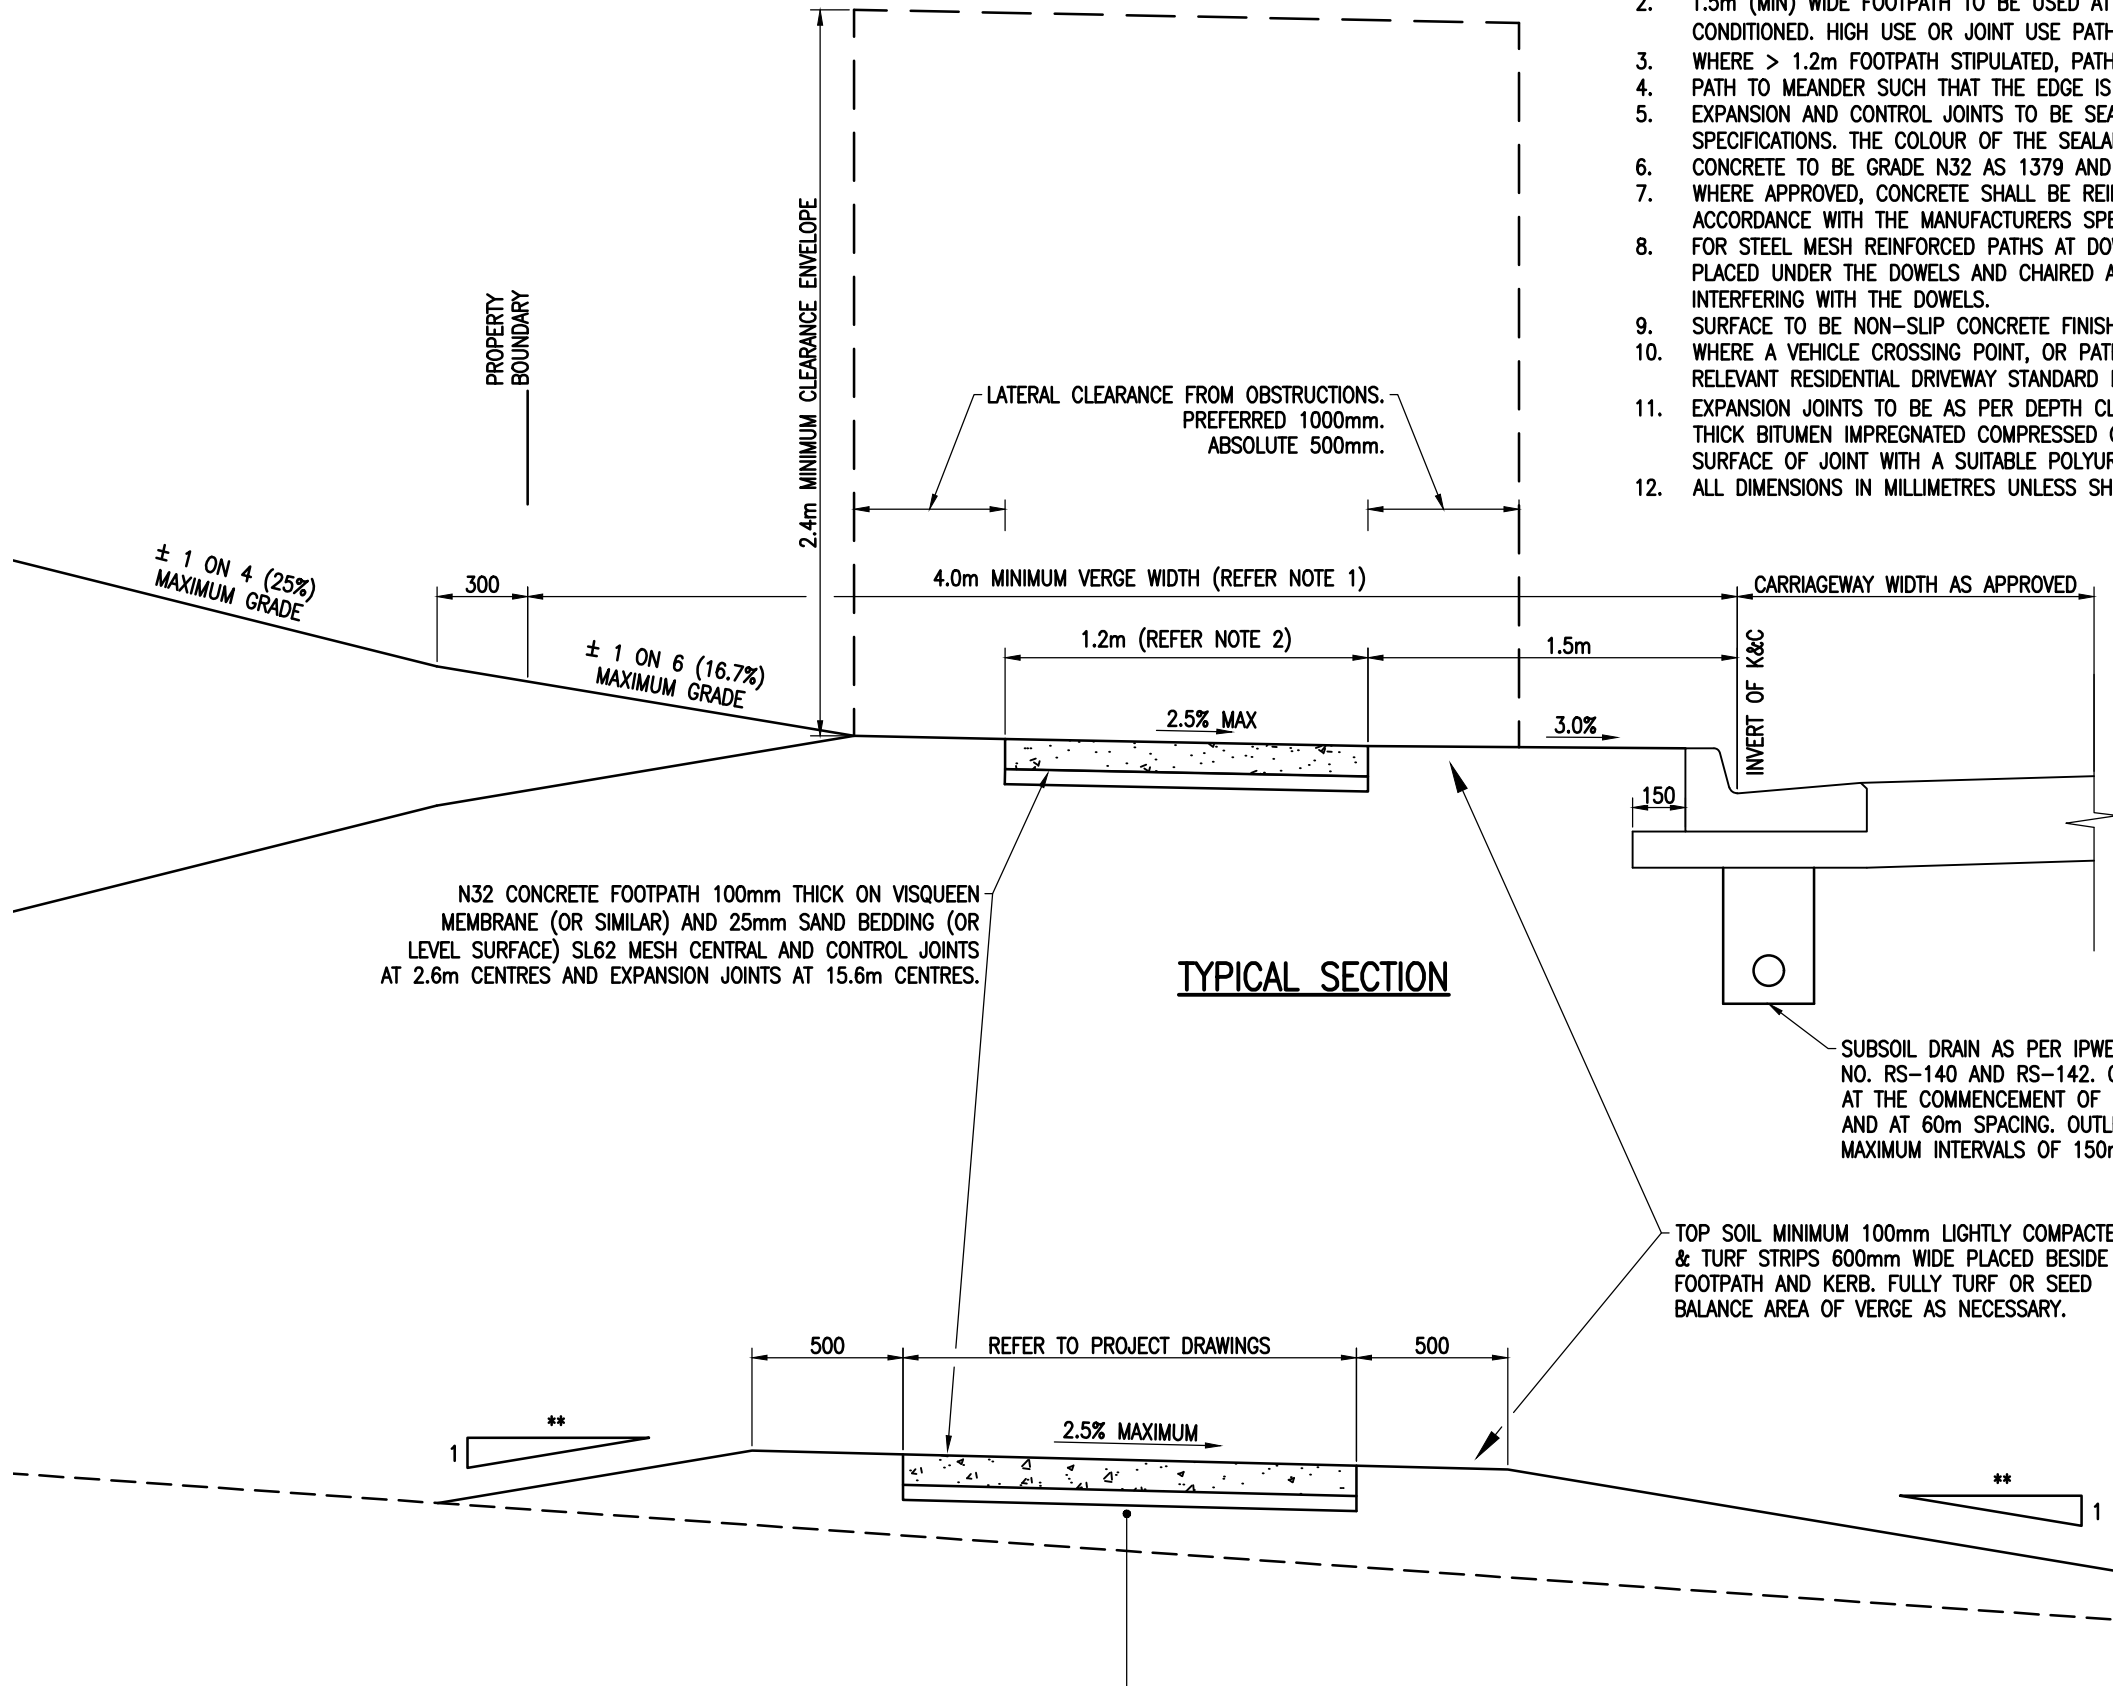 2. 1.5m (MIN) WIDE FOOTPATH TO BE USED AT
CONDITIONED. HIGH USE OR JOINT USE PATH
3. WHERE > 1.2m FOOTPATH STIPULATED, PATH
4. PATH TO MEANDER SUCH THAT THE EDGE IS
5. EXPANSION AND CONTROL JOINTS TO BE SEA
SPECIFICATIONS. THE COLOUR OF THE SEALA
6. CONCRETE TO BE GRADE N32 AS 1379 AND
7. WHERE APPROVED, CONCRETE SHALL BE REI
ACCORDANCE WITH THE MANUFACTURERS SPE
8. FOR STEEL MESH REINFORCED PATHS AT DO
PLACED UNDER THE DOWELS AND CHAIRED A
INTERFERING WITH THE DOWELS.
9. SURFACE TO BE NON-SLIP CONCRETE FINISH
10. WHERE A VEHICLE CROSSING POINT, OR PAT
RELEVANT RESIDENTIAL DRIVEWAY STANDARD
11. EXPANSION JOINTS TO BE AS PER DEPTH CL
THICK BITUMEN IMPREGNATED COMPRESSED
SURFACE OF JOINT WITH A SUITABLE POLYUR
12. ALL DIMENSIONS IN MILLIMETRES UNLESS SH
2.4m MINIMUM CLEARANCE ENVELOPE
PROPERTY
BOUNDARY
LATERAL CLEARANCE FROM OBSTRUCTIONS.
PREFERRED 1000mm.
ABSOLUTE 500mm.
± 1 ON 4 (25%)
MAXIMUM GRADE
300
4.0m MINIMUM VERGE WIDTH (REFER NOTE 1)
CARRIAGEWAY WIDTH AS APPROVED
± 1 ON 6 (16.7%)
MAXIMUM GRADE
1.2m (REFER NOTE 2)
1.5m
INVERT OF K&C
2.5% MAX
3.0%
150
N32 CONCRETE FOOTPATH 100mm THICK ON VISQUEEN
MEMBRANE (OR SIMILAR) AND 25mm SAND BEDDING (OR
LEVEL SURFACE) SL62 MESH CENTRAL AND CONTROL JOINTS
AT 2.6m CENTRES AND EXPANSION JOINTS AT 15.6m CENTRES.
TYPICAL SECTION
SUBSOIL DRAIN AS PER IPWE
NO. RS-140 AND RS-142.
AT THE COMMENCEMENT OF
AND AT 60m SPACING. OUTL
MAXIMUM INTERVALS OF 150m
TOP SOIL MINIMUM 100mm LIGHTLY COMPACTE
& TURF STRIPS 600mm WIDE PLACED BESIDE
FOOTPATH AND KERB. FULLY TURF OR SEED
BALANCE AREA OF VERGE AS NECESSARY.
500
REFER TO PROJECT DRAWINGS
500
**
1
2.5% MAXIMUM
**
1